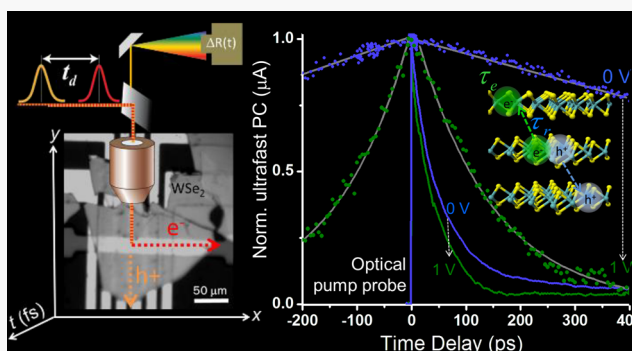 ΔR(t)
t_d
y
WSe₂
e⁻
h+
50 μm
t (fs)
x
Norm. ultrafast PC (μA)
1.0
0.5
0.0
0 V
τ_e
e⁻
τ_r
e⁻
h⁺
h⁺
0 V
1 V
1 V
Optical
pump probe
-200 -100 0 100 200 300 400
Time Delay (ps)